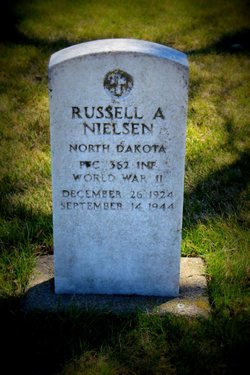 RUSSELL A
NIELSEN
NORTH DAKOTA
PFC 362 INF
WORLD WAR II
DECEMBER 26 1924
SEPTEMBER 14 1944